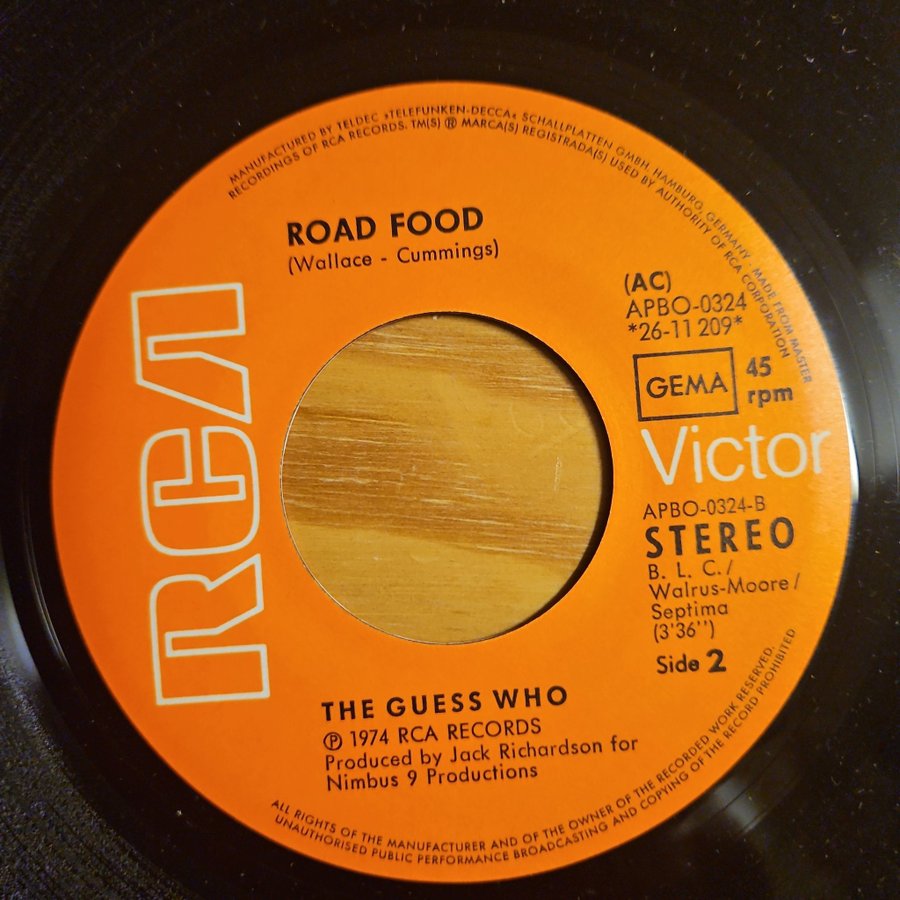 MANUFACTURED BY TELDEC »TELEFUNKEN-DECCA« SCHALLPLATTEN GMBH, HAMBURG, GERMANY · MADE FROM MASTER
RECORDINGS OF RCA RECORDS. TM(S) ® MARCA(S) REGISTRADA(S) USED BY AUTHORITY OF RCA CORPORATION
ROAD FOOD
(Wallace - Cummings)
RCA
(AC)
APBO-0324
*26-11 209*
GEMA
45
rpm
Victor
APBO-0324-B
STEREO
B. L. C./
Walrus-Moore/
Septima
(3'36'')
Side 2
THE GUESS WHO
℗ 1974 RCA RECORDS
Produced by Jack Richardson for
Nimbus 9 Productions
ALL RIGHTS OF THE MANUFACTURER AND OF THE OWNER OF THE RECORDED WORK RESERVED.
UNAUTHORISED PUBLIC PERFORMANCE BROADCASTING AND COPYING OF THE RECORD PROHIBITED